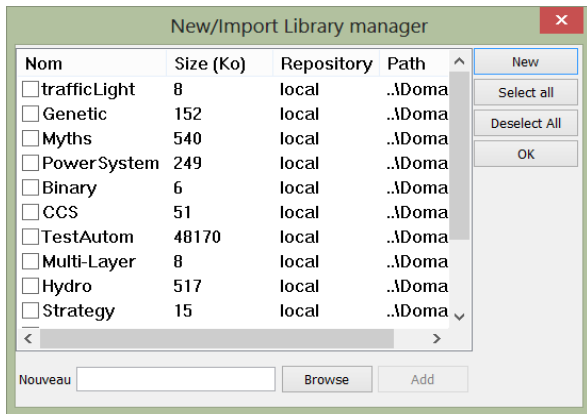 New/Import Library manager
x
Nom Size (Ko) Repository Path
trafficLight 8 local ..\Doma
Genetic 152 local ..\Doma
Myths 540 local ..\Doma
PowerSystem 249 local ..\Doma
Binary 6 local ..\Doma
CCS 51 local ..\Doma
TestAutom 48170 local ..\Doma
Multi-Layer 8 local ..\Doma
Hydro 517 local ..\Doma
Strategy 15 local ..\Doma
New
Select all
Deselect All
OK
Nouveau Browse Add